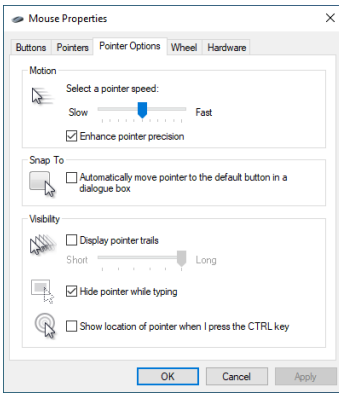 Mouse Properties
Buttons Pointers Pointer Options Wheel Hardware
Motion
Select a pointer speed:
Slow Fast
Enhance pointer precision
Snap To
Automatically move pointer to the default button in a
dialogue box
Visibility
Display pointer trails
Short Long
Hide pointer while typing
Show location of pointer when I press the CTRL key
OK Cancel Apply